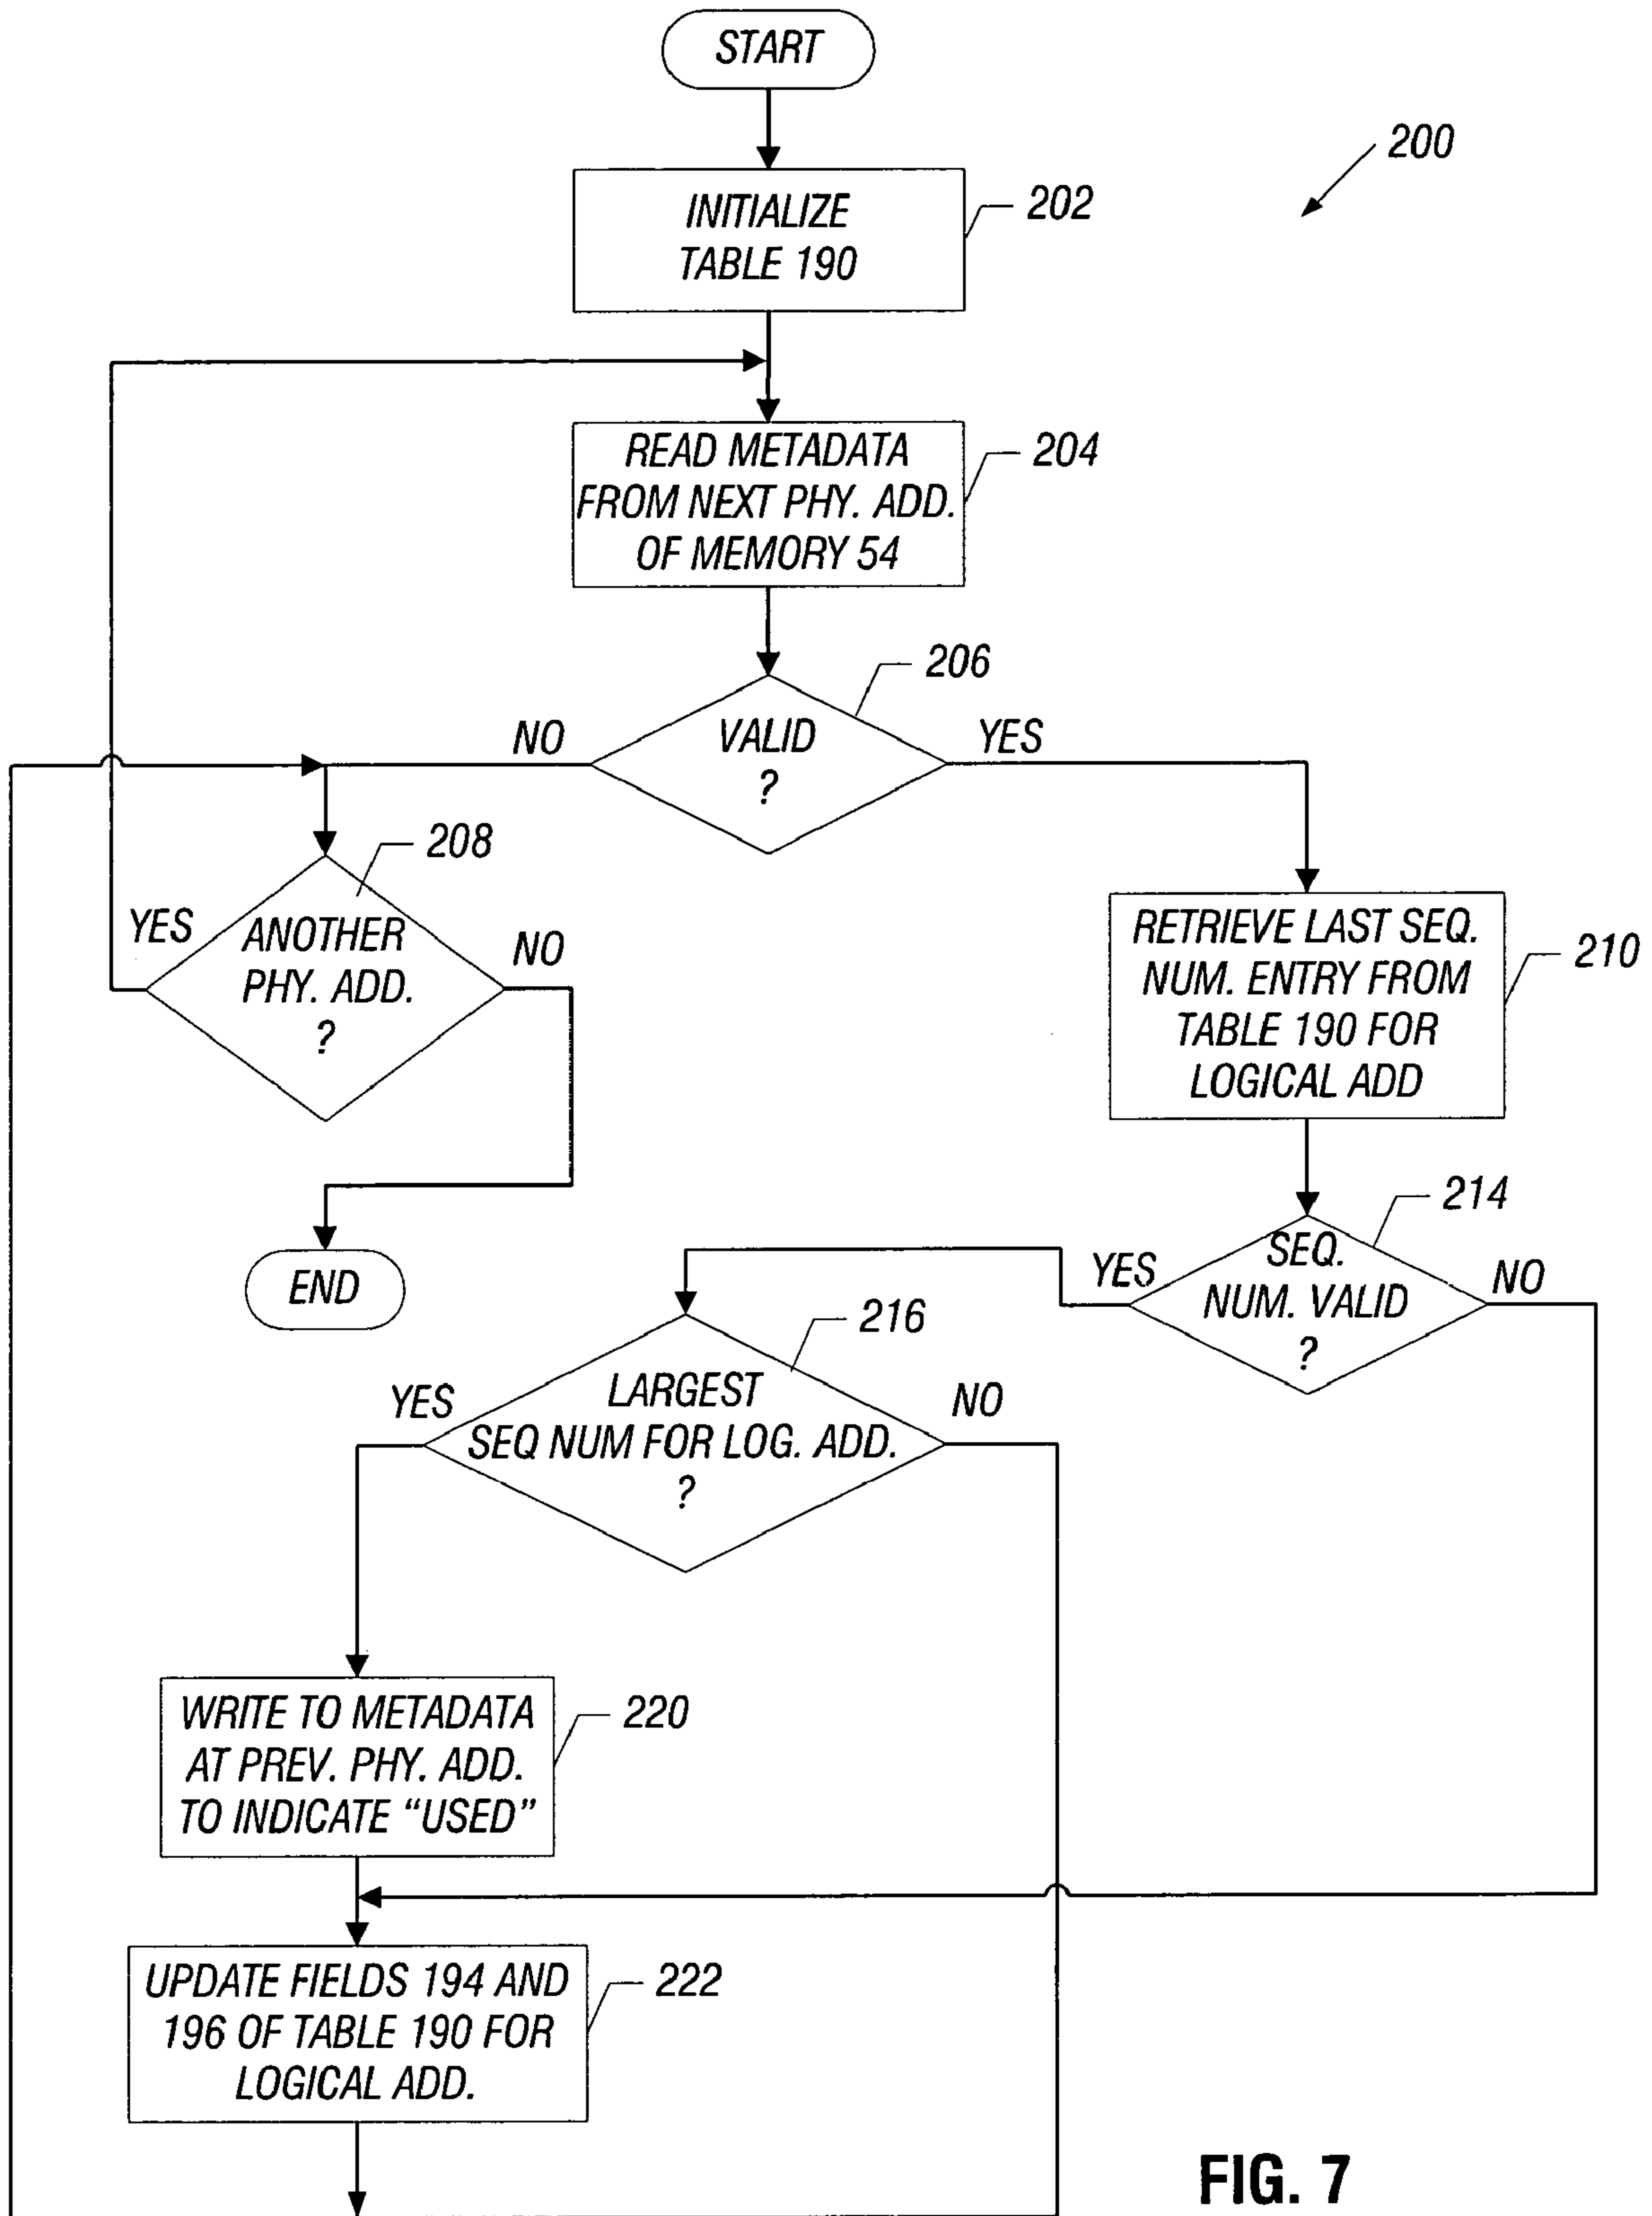 START
200
INITIALIZE
TABLE 190
202
READ METADATA
FROM NEXT PHY. ADD.
OF MEMORY 54
204
206
VALID
?
NO
YES
208
ANOTHER
PHY. ADD.
?
YES
NO
END
RETRIEVE LAST SEQ.
NUM. ENTRY FROM
TABLE 190 FOR
LOGICAL ADD
210
214
SEQ.
NUM. VALID
?
YES
NO
216
LARGEST
SEQ NUM FOR LOG. ADD.
?
YES
NO
WRITE TO METADATA
AT PREV. PHY. ADD.
TO INDICATE “USED”
220
UPDATE FIELDS 194 AND
196 OF TABLE 190 FOR
LOGICAL ADD.
222
FIG. 7